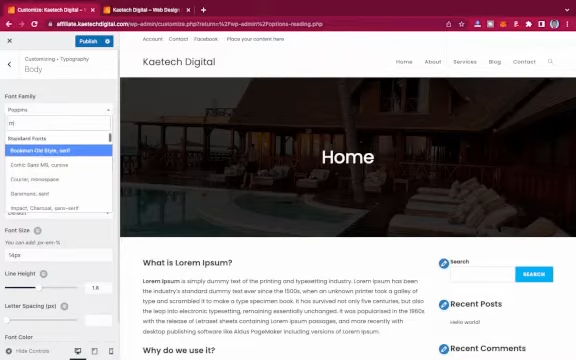 Customize: Kaetech Digital – S
Kaetech Digital – Web Design
affiliate.kaetechdigital.com/wp-admin/customize.php?return=%2Fwp-admin%2Foptions-reading.php
Publish
Customizing • Typography
Body
Font Family
Poppins
Standard Fonts
Bookman Old Style, serif
Comic Sans MS, cursive
Courier, monospace
Garamond, serif
Impact, Charcoal, sans-serif
Default
Font Size
You can add: px-em-%
14px
Line Height
1.8
Letter Spacing (px)
Font Color
Hide Controls
About Contact Facebook Place your content here
Kaetech Digital
Home About Services Blog Contact
Home
What is Lorem Ipsum?
Lorem Ipsum is simply dummy text of the printing and typesetting industry. Lorem Ipsum has been
the industry's standard dummy text ever since the 1500s, when an unknown printer took a galley of
type and scrambled it to make a type specimen book. It has survived not only five centuries, but also
the leap into electronic typesetting, remaining essentially unchanged. It was popularised in the 1960s
with the release of Letraset sheets containing Lorem Ipsum passages, and more recently with
desktop publishing software like Aldus PageMaker including versions of Lorem Ipsum.
Why do we use it?
Search
SEARCH
Recent Posts
Hello world!
Recent Comments